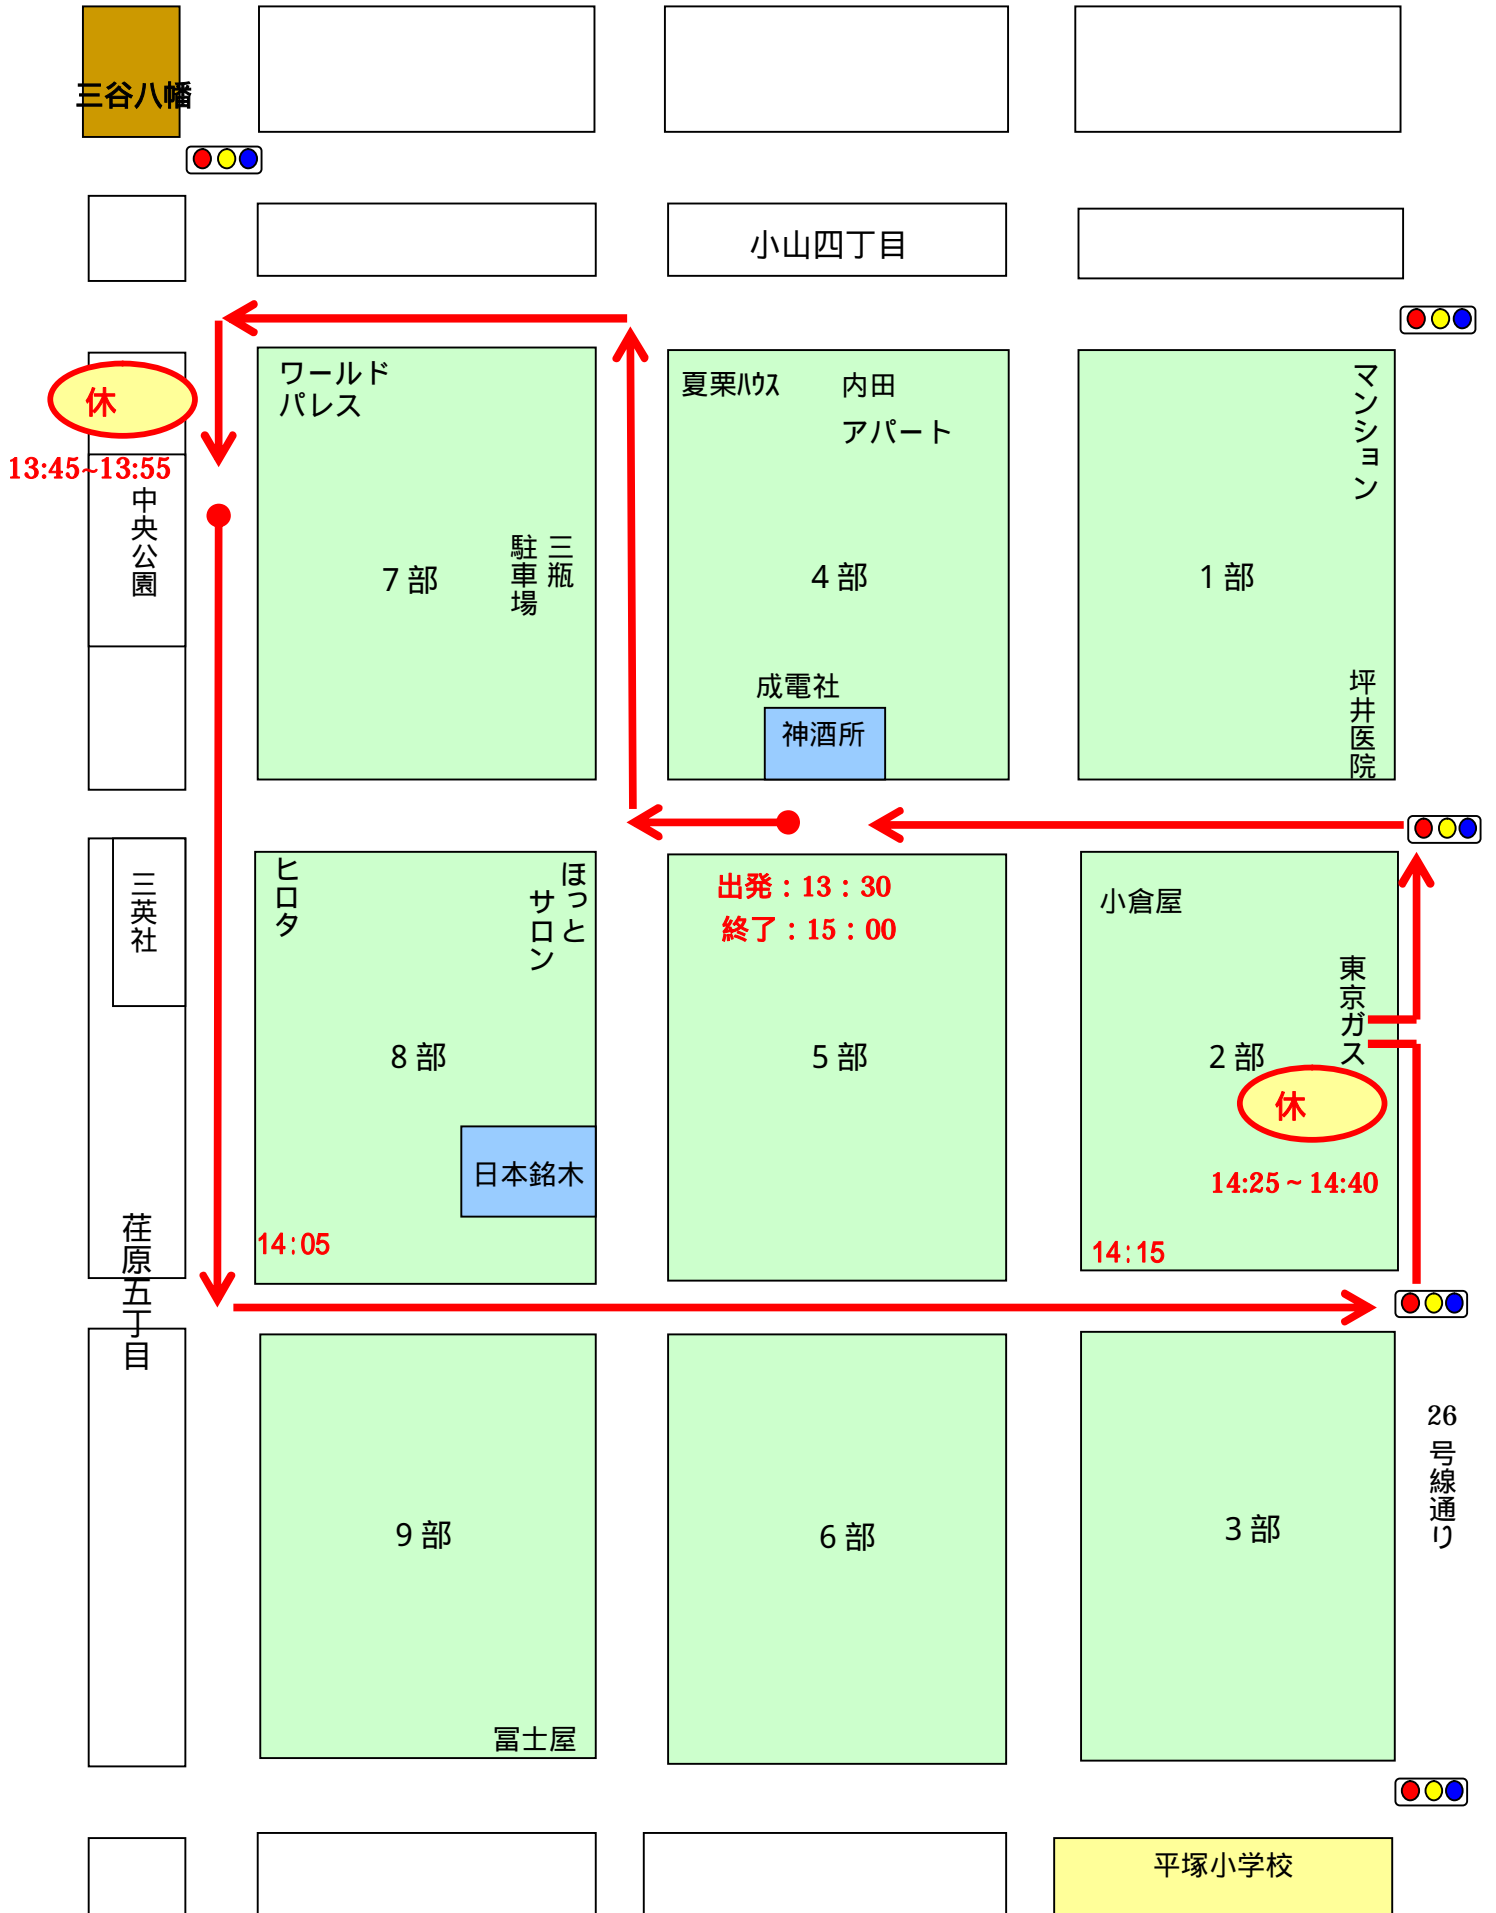 三谷八幡
小山四丁目
休
13:45~13:55
中央公園
ワールド
パレス
三瓶
駐車場
7部
夏栗ﾊｳｽ
内田
アパート
4部
成電社
神酒所
マンション
1部
坪井医院
三英社
ヒロタ
ほっと
サロン
8部
日本銘木
14:05
出発:13:30
終了:15:00
5部
小倉屋
東京ガス
2部
休
14:25~14:40
14:15
荏原五丁目
9部
冨士屋
6部
3部
26
号線通り
平塚小学校